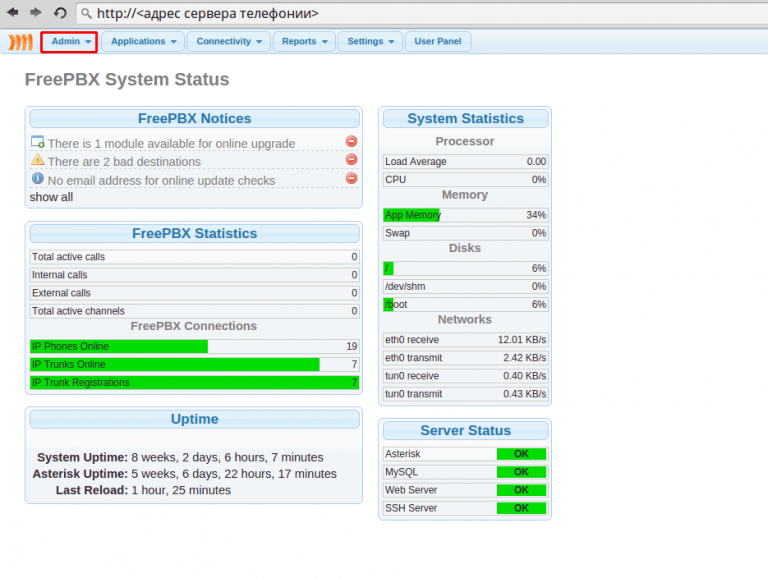 http://<адрес сервера телефонии>
Admin Applications Connectivity Reports Settings User Panel
FreePBX System Status
FreePBX Notices
There is 1 module available for online upgrade
There are 2 bad destinations
No email address for online update checks
show all
FreePBX Statistics
Total active calls 0
Internal calls 0
External calls 0
Total active channels 0
FreePBX Connections
IP Phones Online 19
IP Trunks Online 7
IP Trunk Registrations 7
Uptime
System Uptime: 8 weeks, 2 days, 6 hours, 7 minutes
Asterisk Uptime: 5 weeks, 6 days, 22 hours, 17 minutes
Last Reload: 1 hour, 25 minutes
System Statistics
Processor
Load Average 0.00
CPU 0%
Memory
App Memory 34%
Swap 0%
Disks
/ 6%
/dev/shm 0%
/boot 6%
Networks
eth0 receive 12.01 KB/s
eth0 transmit 2.42 KB/s
tun0 receive 0.40 KB/s
tun0 transmit 0.43 KB/s
Server Status
Asterisk OK
MySQL OK
Web Server OK
SSH Server OK